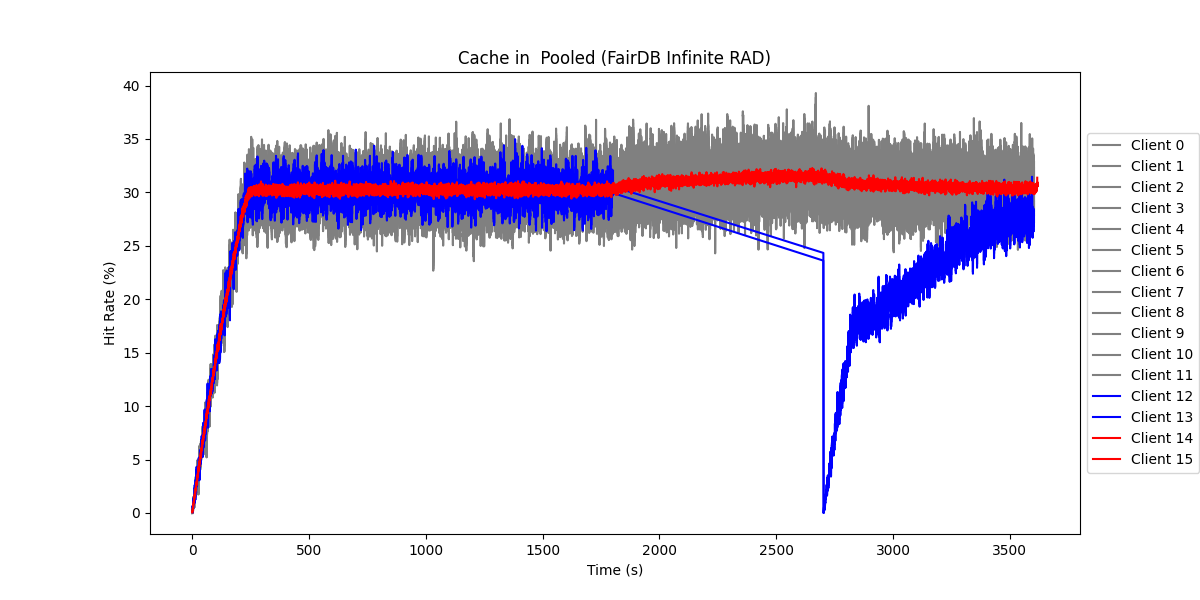 Cache in  Pooled (FairDB Infinite RAD)
Hit Rate (%)
40
35
30
25
20
15
10
5
0
0
500
1000
1500
2000
2500
3000
3500
Time (s)
Client 0
Client 1
Client 2
Client 3
Client 4
Client 5
Client 6
Client 7
Client 8
Client 9
Client 10
Client 11
Client 12
Client 13
Client 14
Client 15